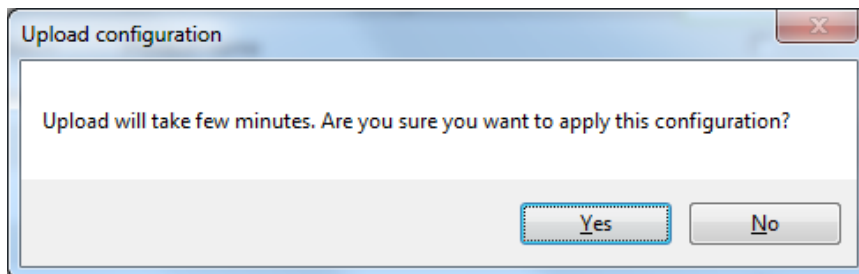 Upload configuration
Upload will take few minutes. Are you sure you want to apply this configuration?
Yes
No